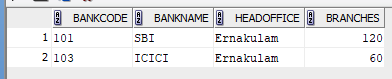 BANKCODE BANKNAME HEADOFFICE BRANCHES
1 101 SBI Ernakulam 120
2 103 ICICI Ernakulam 60